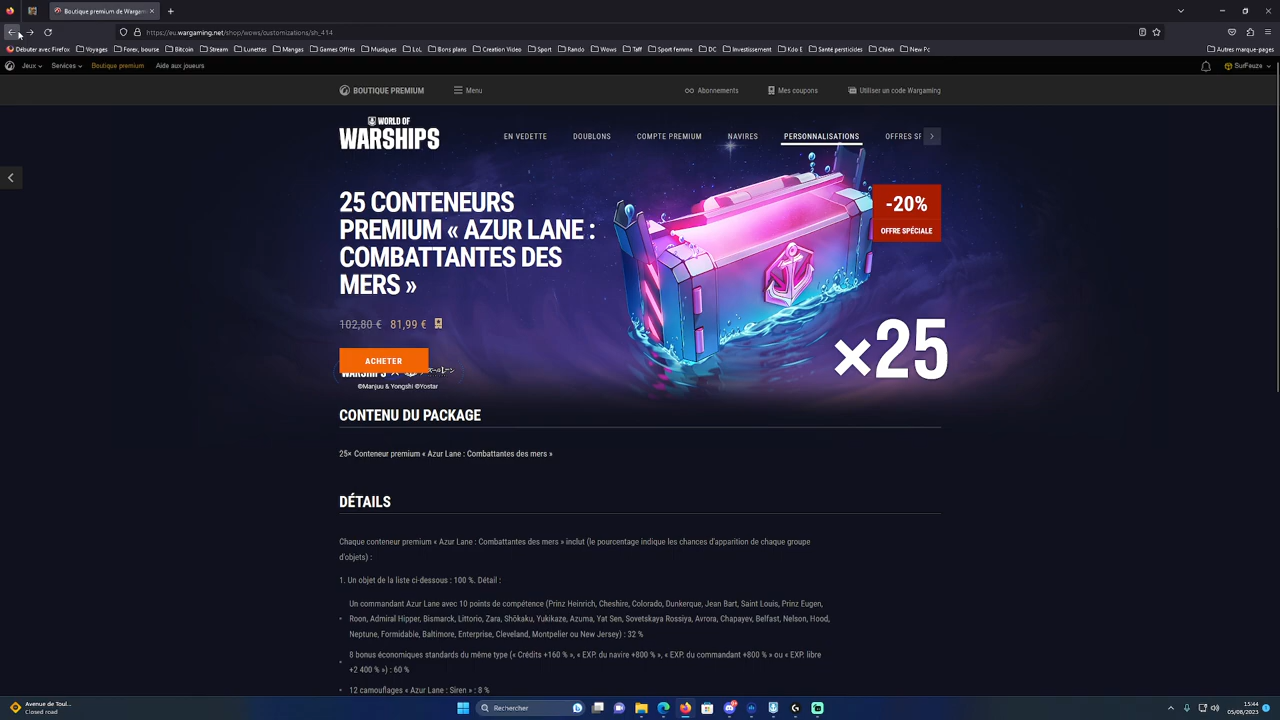 Boutique premium de Wargam
https://eu.wargaming.net/shop/wows/customizations/sh_414
Débuter avec Firefox Voyages Forex, bourse Bitcoin Stream Lunettes Mangas Games Offres Musiques LoL Bons plans Creation Video Sport Rando Wows Taff Sport femme DC Investissement Kdo E Santé pesticides Chien New Pc Autres marque-pages
Jeux Services Boutique premium Aide aux joueurs SurFeuze
BOUTIQUE PREMIUM Menu Abonnements Mes coupons Utiliser un code Wargaming
WORLD OF
WARSHIPS
EN VEDETTE DOUBLONS COMPTE PREMIUM NAVIRES PERSONNALISATIONS OFFRES
25 CONTENEURS
PREMIUM « AZUR LANE :
COMBATTANTES DES
MERS »
-20%
OFFRE SPÉCIALE
102,80 € 81,99 €
×25
ACHETER
WARSHIPS
©Manjuu & Yongshi ©Yostar
CONTENU DU PACKAGE
25× Conteneur premium « Azur Lane : Combattantes des mers »
DÉTAILS
Chaque conteneur premium « Azur Lane : Combattantes des mers » inclut (le pourcentage indique les chances d'apparition de chaque groupe
d'objets) :
1. Un objet de la liste ci-dessous : 100 %. Détail :
Un commandant Azur Lane avec 10 points de compétence (Prinz Heinrich, Cheshire, Colorado, Dunkerque, Jean Bart, Saint Louis, Prinz Eugen,
Roon, Admiral Hipper, Bismarck, Littorio, Zara, Shōkaku, Yukikaze, Azuma, Yat Sen, Sovetskaya Rossiya, Avrora, Chapayev, Belfast, Nelson, Hood,
Neptune, Formidable, Baltimore, Enterprise, Cleveland, Montpelier ou New Jersey) : 32 %
8 bonus économiques standards du même type (« Crédits +160 % », « EXP. du navire +800 % », « EXP. du commandant +800 % » ou « EXP. libre
+2 400 % ») : 60 %
12 camouflages « Azur Lane : Siren » : 8 %
Avenue de Toul...
Closed road
Rechercher
15:44
05/08/2025